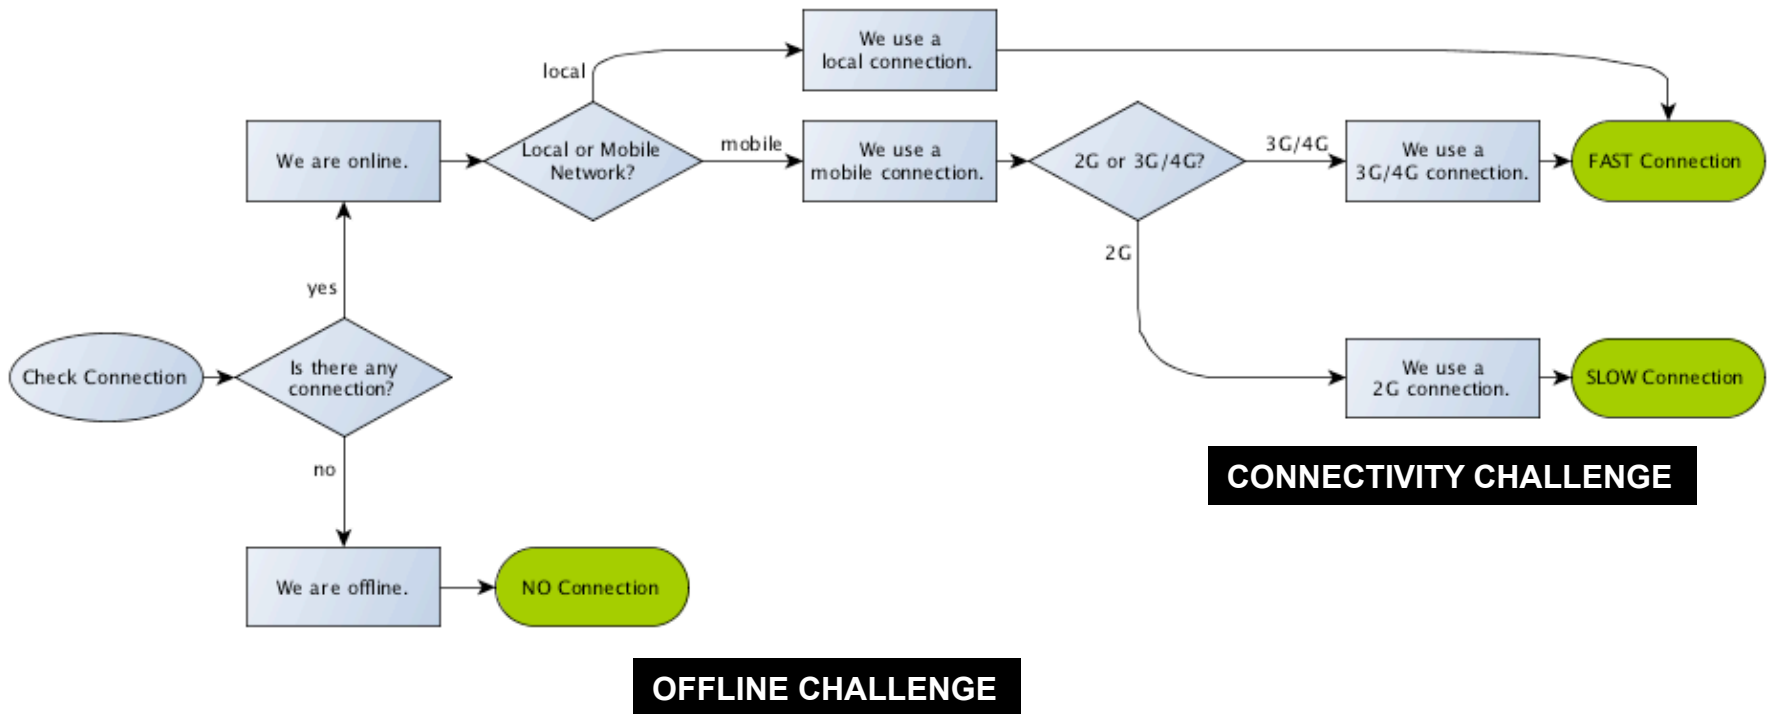 We use a
local connection.
local
We are online.
Local or Mobile
Network?
mobile
We use a
mobile connection.
2G or 3G/4G?
3G/4G
We use a
3G/4G connection.
FAST Connection
2G
yes
Check Connection
Is there any
connection?
We use a
2G connection.
SLOW Connection
CONNECTIVITY CHALLENGE
no
We are offline.
NO Connection
OFFLINE CHALLENGE